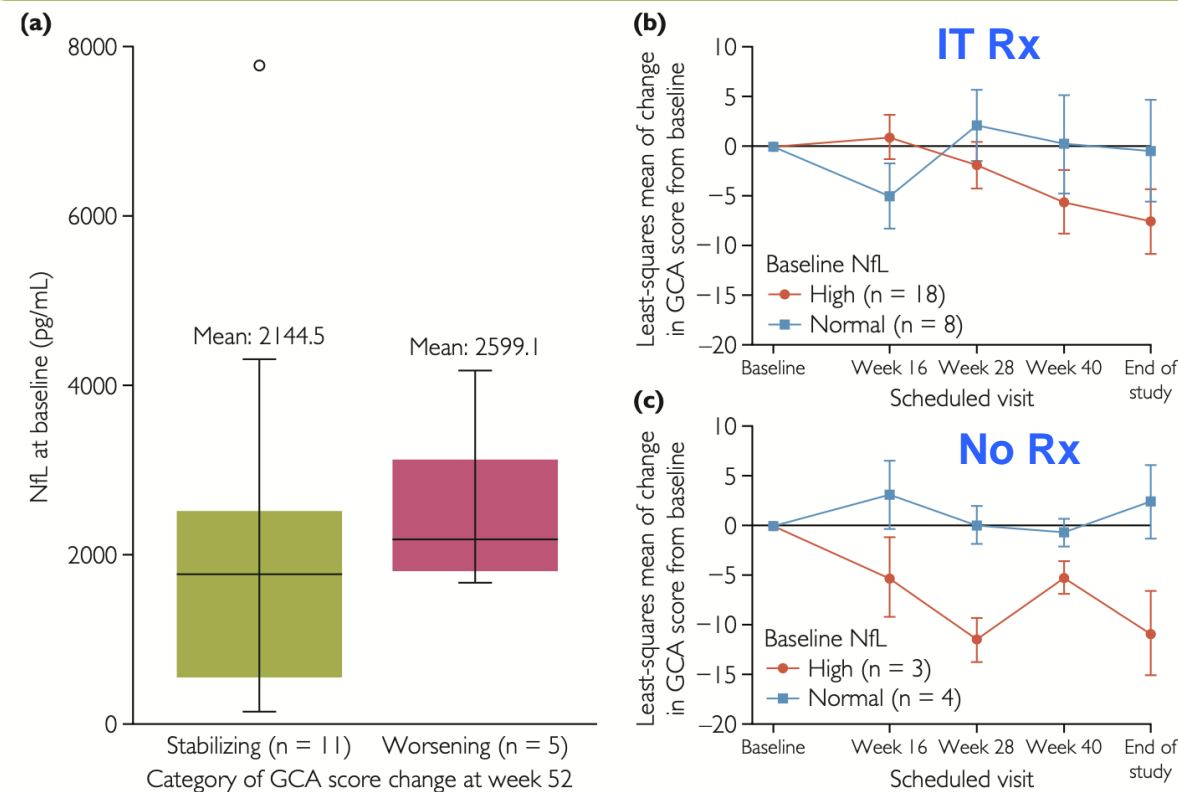 (a)
NfL at baseline (pg/mL)
8000
6000
4000
2000
0
Mean: 2144.5
Mean: 2599.1
Stabilizing (n = 11)
Worsening (n = 5)
Category of GCA score change at week 52
(b)
IT Rx
Least-squares mean of change
in GCA score from baseline
10
5
0
−5
−10
−15
−20
Baseline NfL
High (n = 18)
Normal (n = 8)
Baseline
Week 16
Week 28
Week 40
End of
study
Scheduled visit
(c)
No Rx
Least-squares mean of change
in GCA score from baseline
10
5
0
−5
−10
−15
−20
Baseline NfL
High (n = 3)
Normal (n = 4)
Baseline
Week 16
Week 28
Week 40
End of
study
Scheduled visit